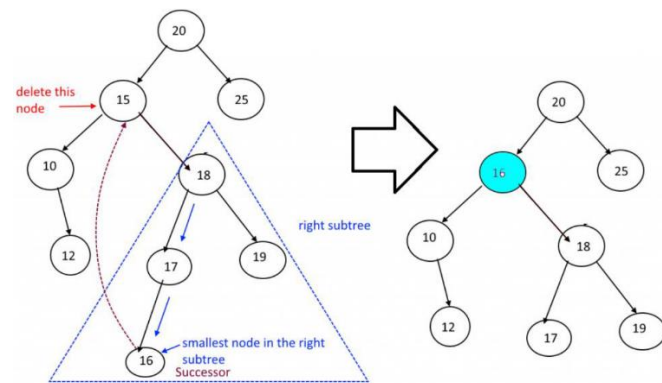 20
delete this
node
15
25
10
18
right subtree
12
17
19
smallest node in the right
subtree
16
Successor
20
16
25
10
18
12
17
19